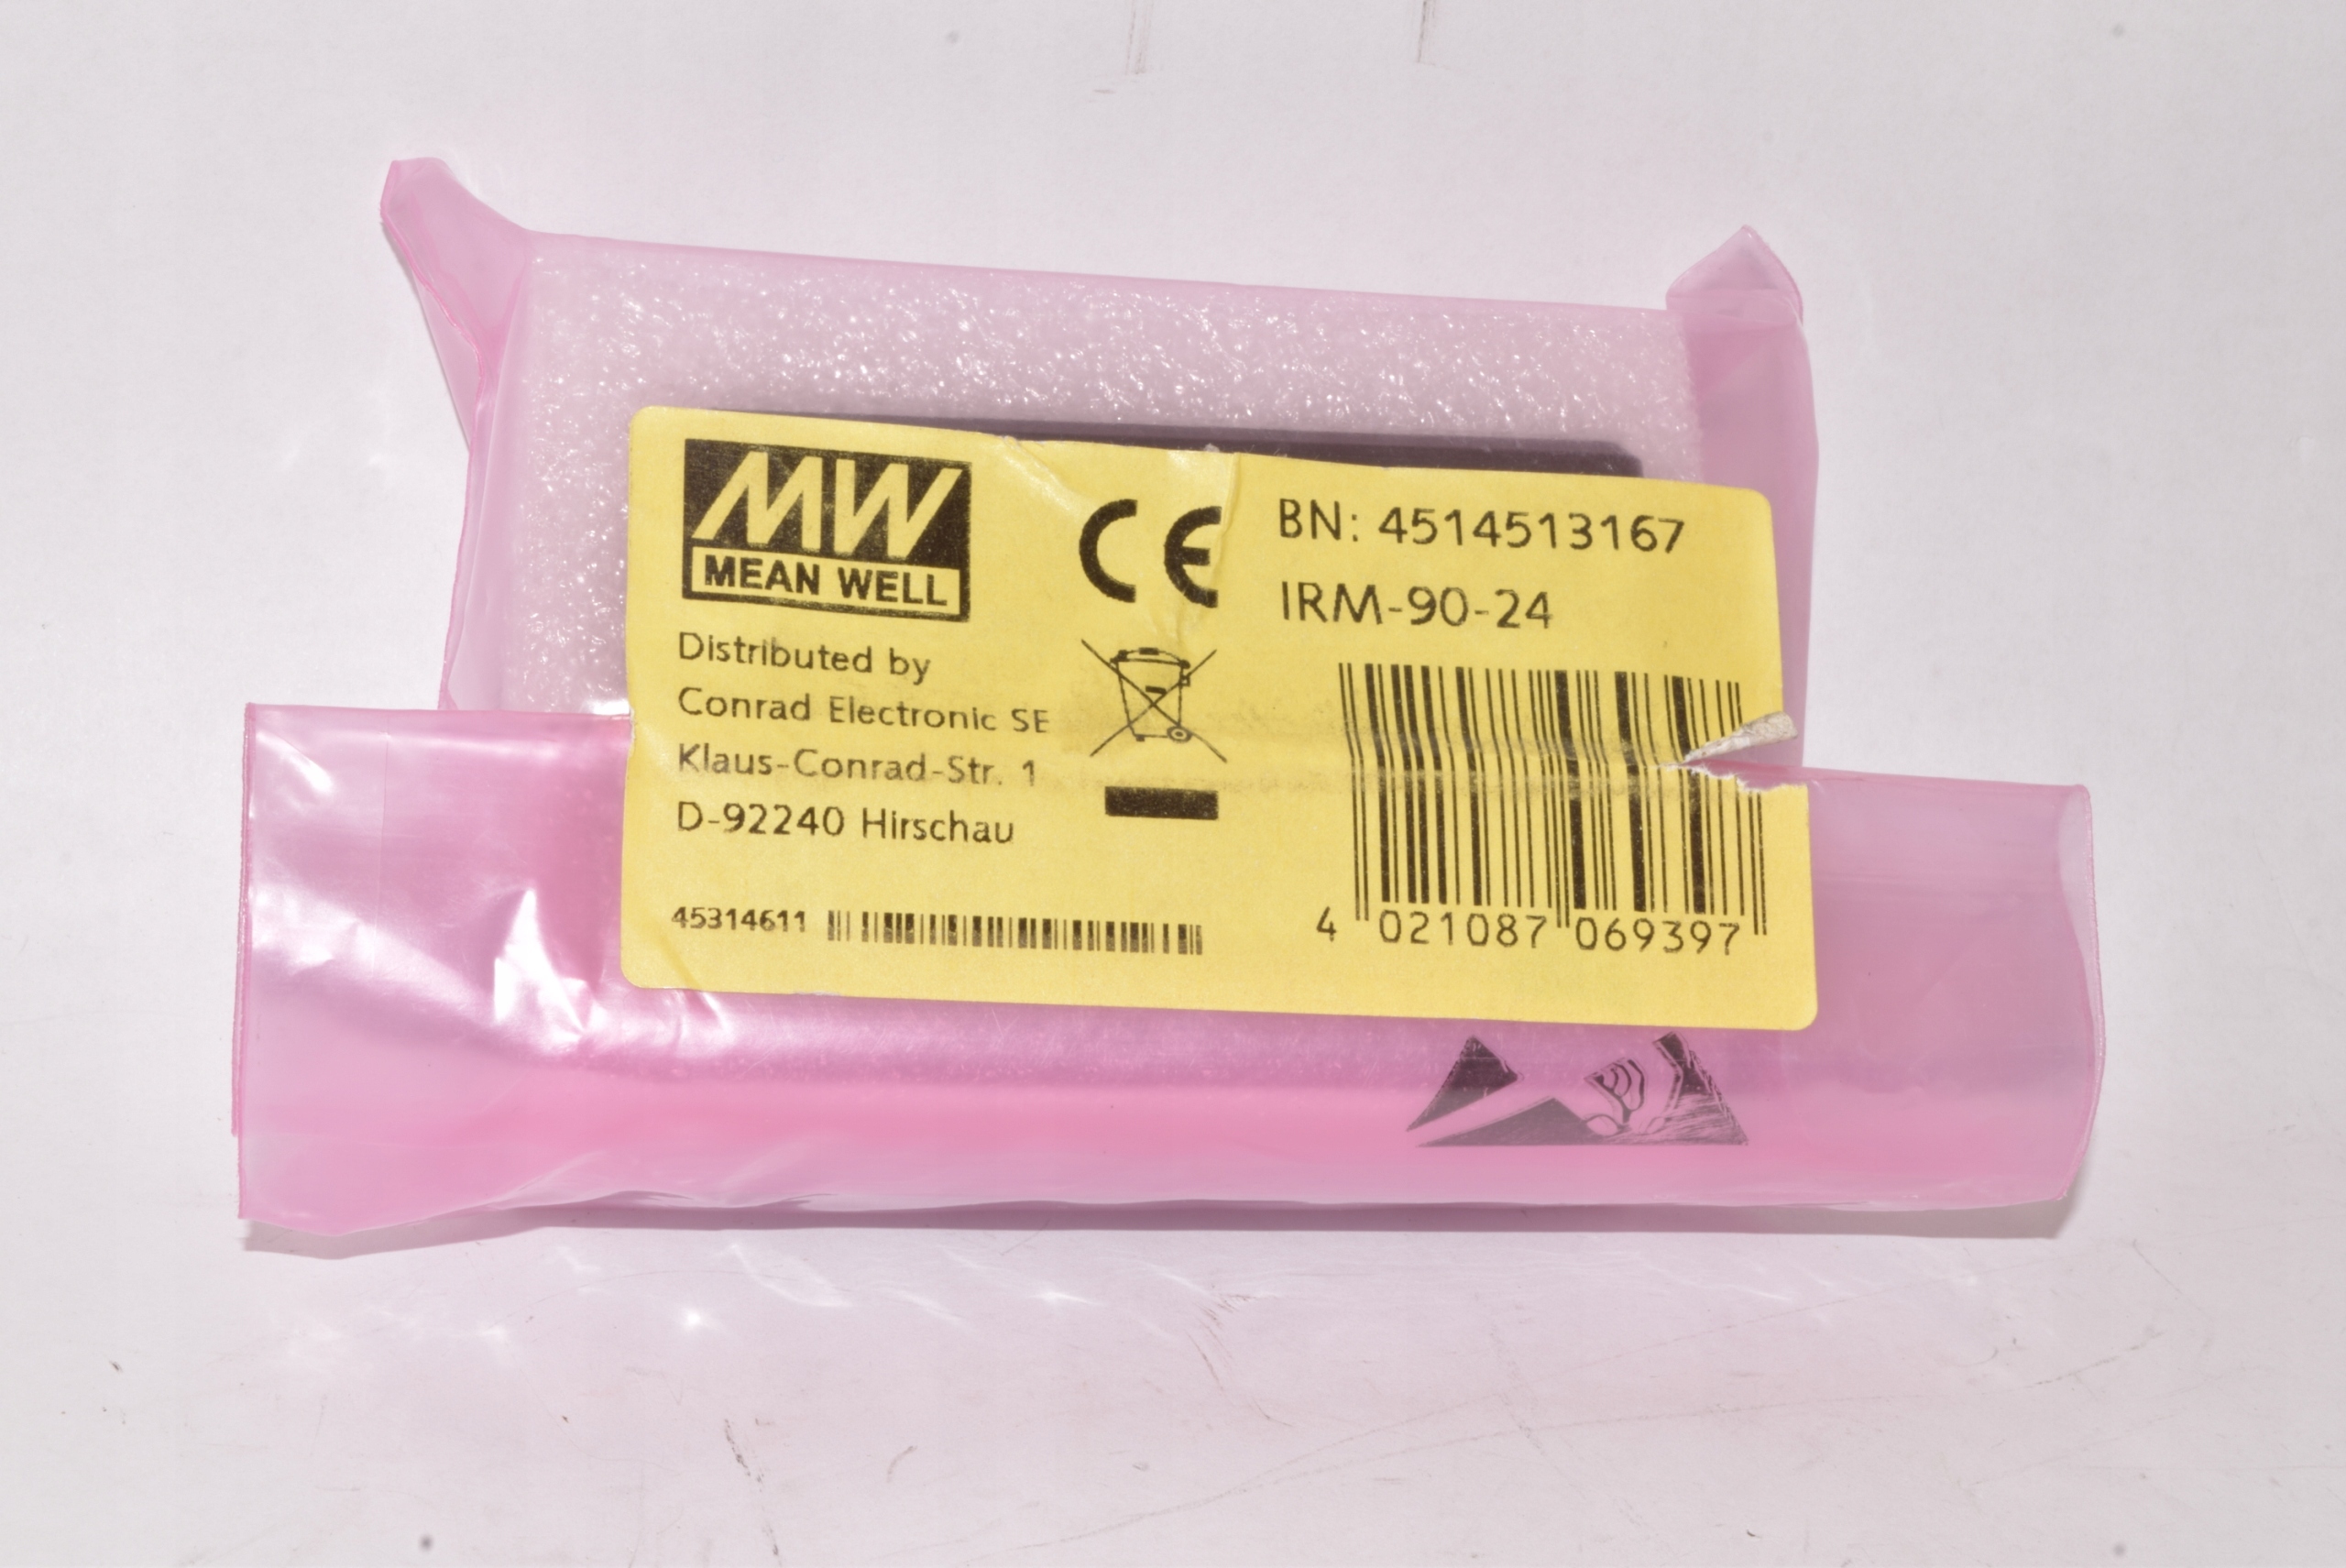 MW
MEAN WELL
Distributed by
Conrad Electronic SE
Klaus-Conrad-Str. 1
D-92240 Hirschau
45314611
CE
BN: 4514513167
IRM-90-24
4 021087 069397